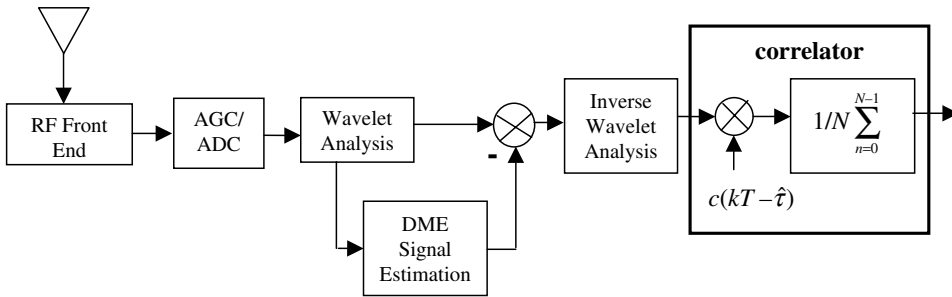 correlator
RF Front
End
AGC/
ADC
Wavelet
Analysis
-
Inverse
Wavelet
Analysis
N–1
1/N ∑
n=0
c(kT – τ̂)
DME
Signal
Estimation